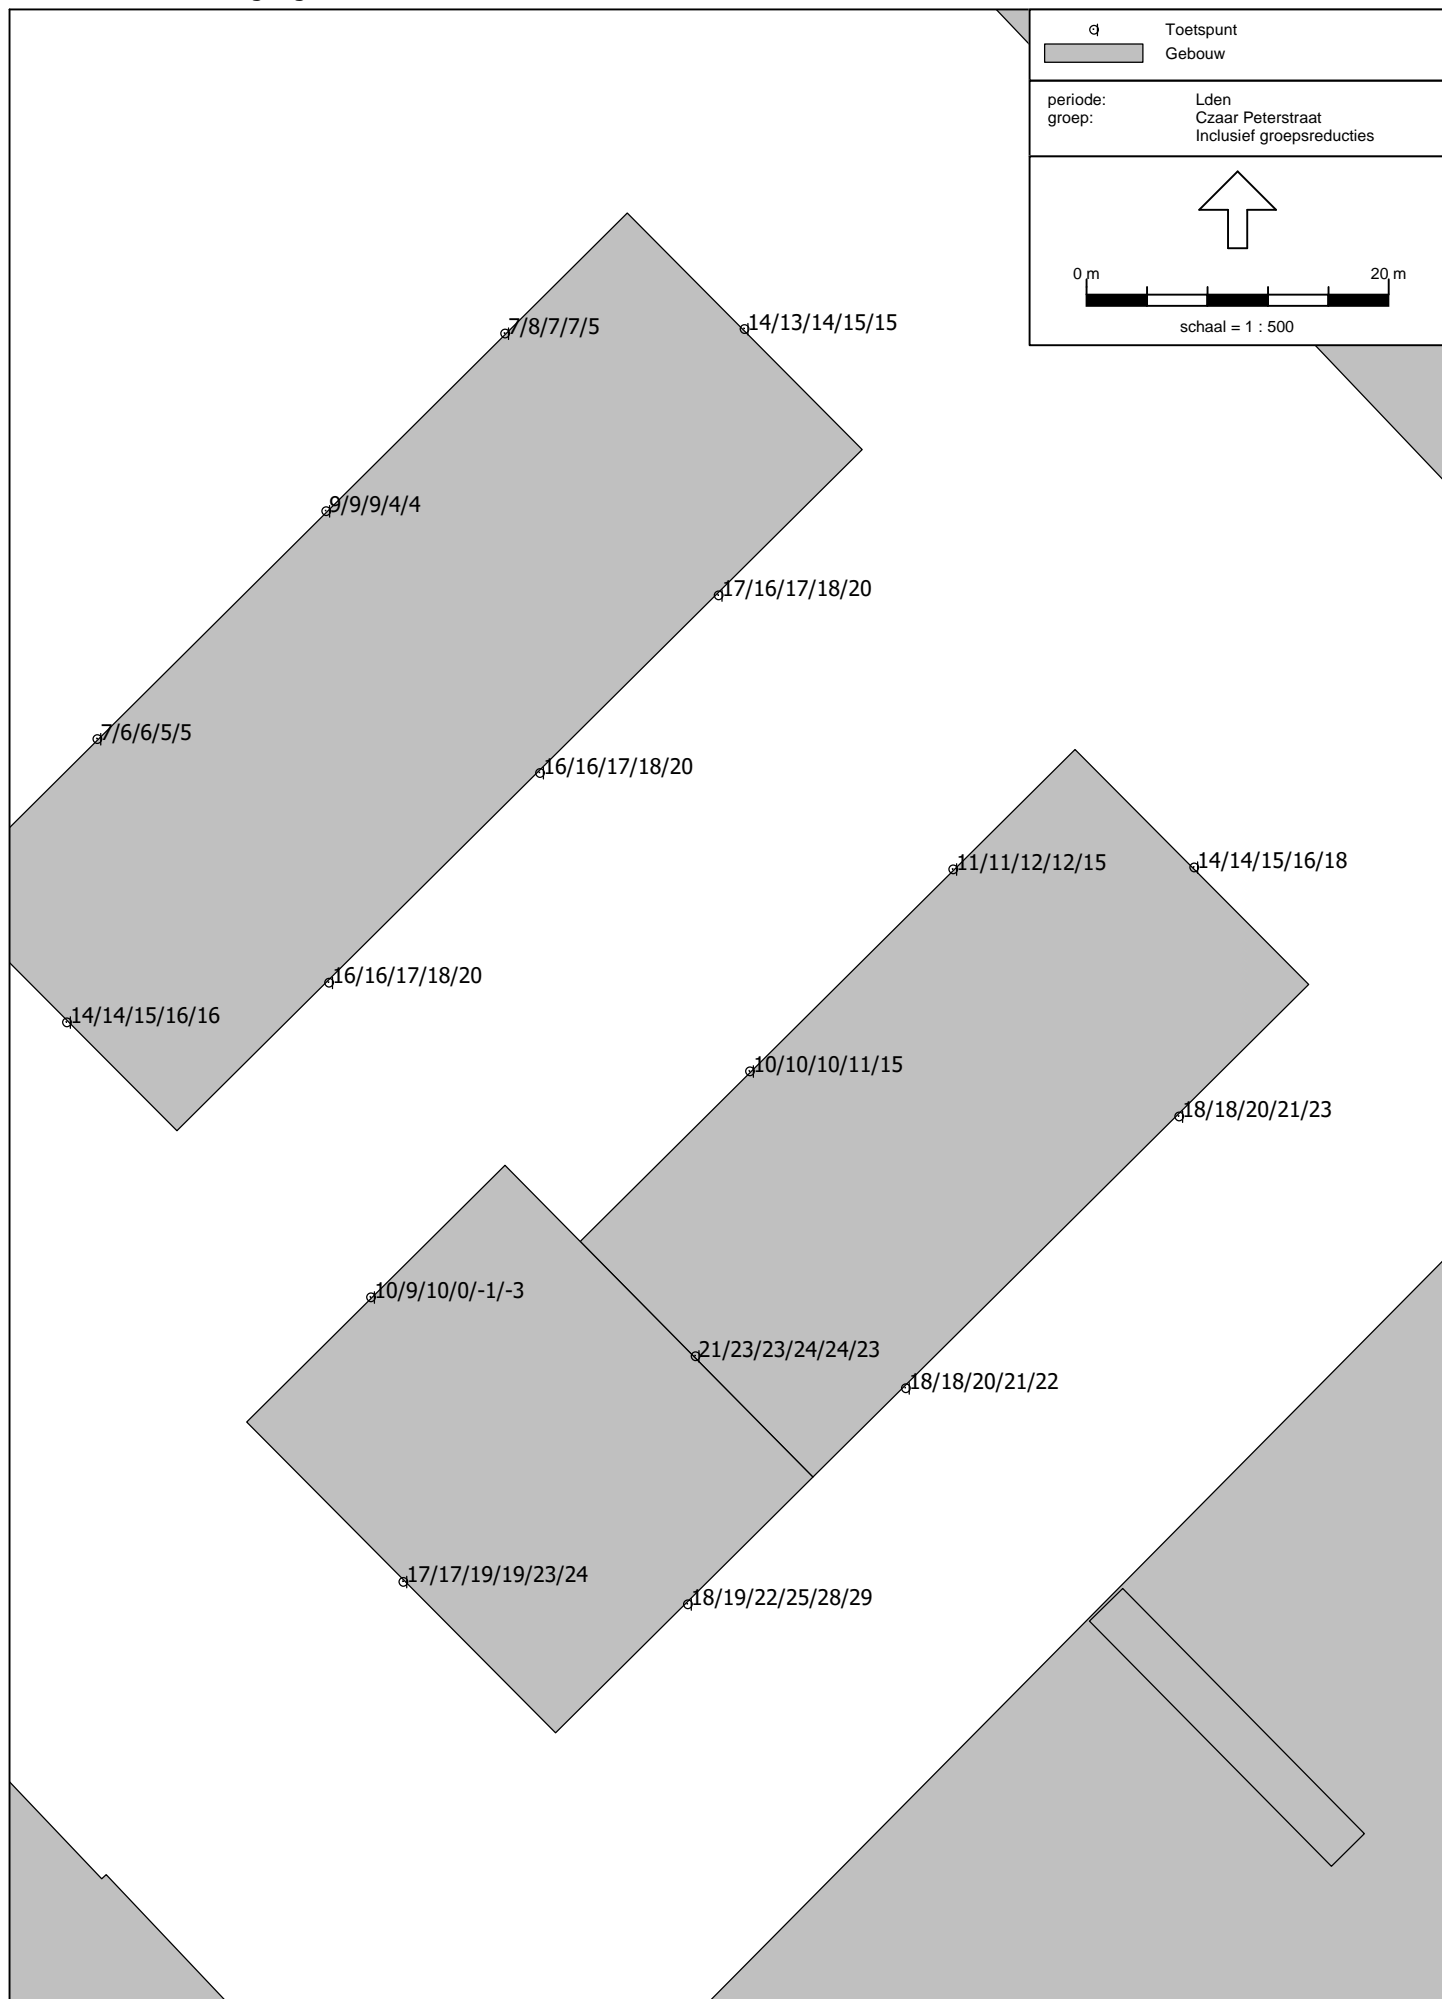 Toetspunt
Gebouw
periode: Lden
groep: Czaar Peterstraat
Inclusief groepsreducties
0 m 20 m
schaal = 1 : 500
7/8/7/7/5
14/13/14/15/15
9/9/9/4/4
17/16/17/18/20
7/6/6/5/5
16/16/17/18/20
11/11/12/12/15
14/14/15/16/18
16/16/17/18/20
14/14/15/16/16
10/10/10/11/15
18/18/20/21/23
10/9/10/0/-1/-3
21/23/23/24/24/23
18/18/20/21/22
17/17/19/19/23/24
18/19/22/25/28/29